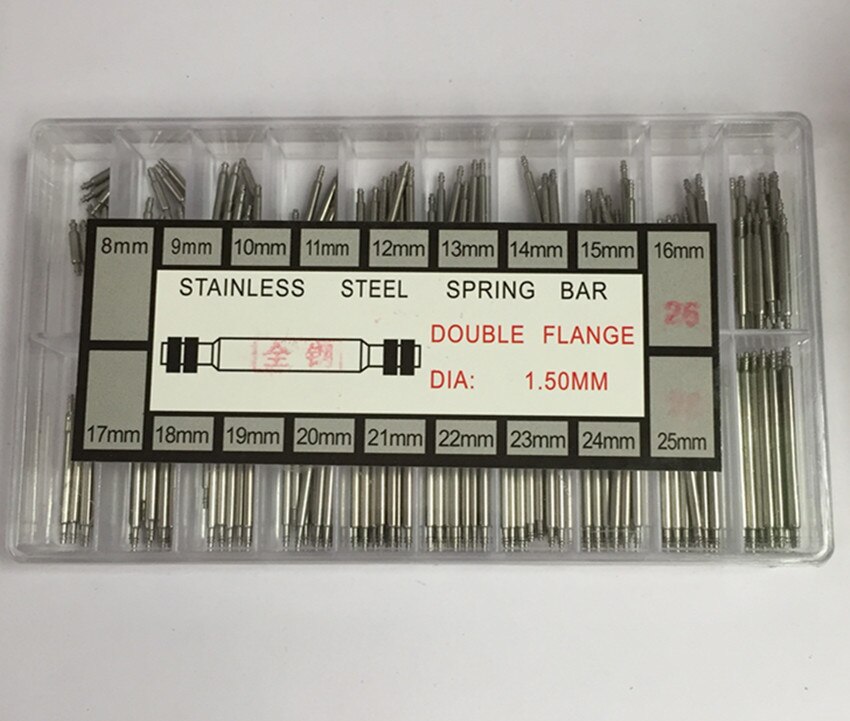 8mm 9mm 10mm 11mm 12mm 13mm 14mm 15mm 16mm
STAINLESS STEEL SPRING BAR
26
DOUBLE FLANGE
全钢
DIA: 1.50MM
17mm 18mm 19mm 20mm 21mm 22mm 23mm 24mm 25mm